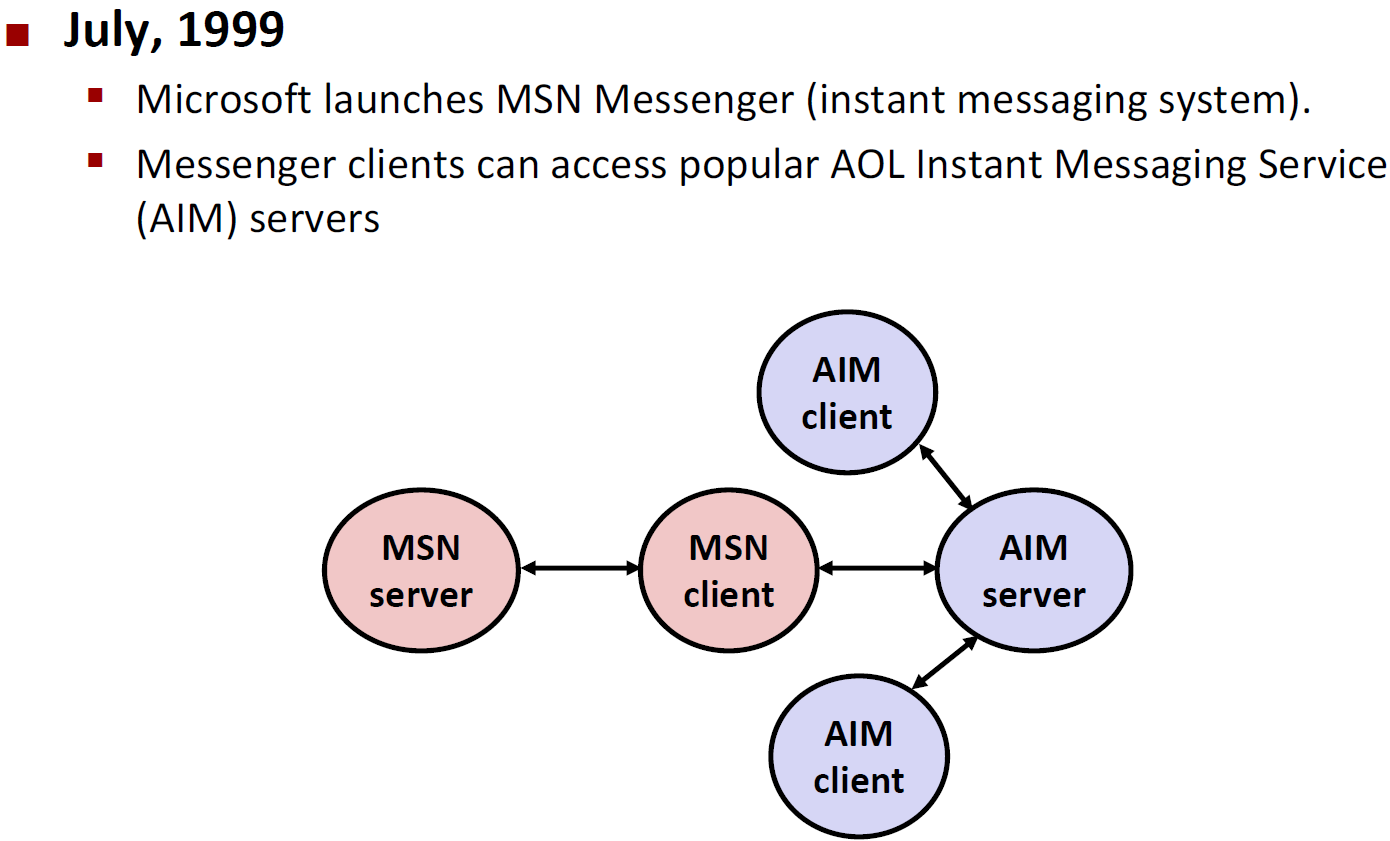 July, 1999
Microsoft launches MSN Messenger (instant messaging system).
Messenger clients can access popular AOL Instant Messaging Service
(AIM) servers
AIM
client
MSN
server
MSN
client
AIM
server
AIM
client